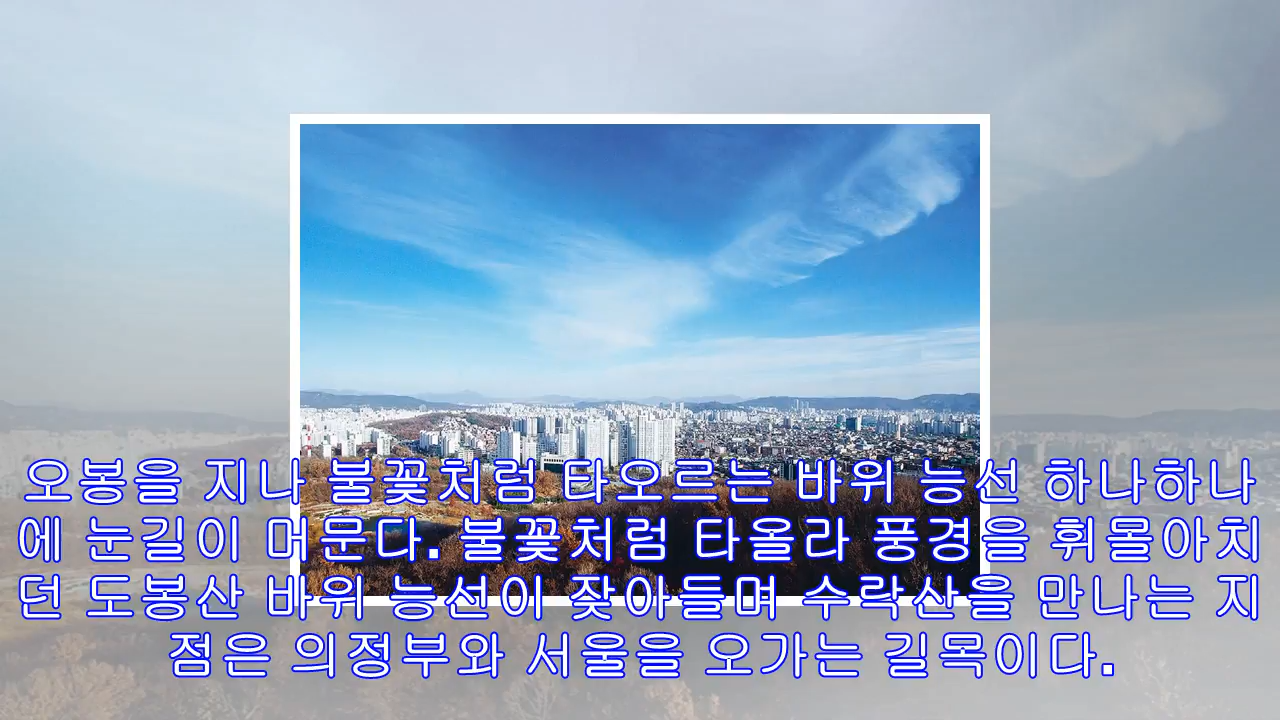 오봉을 지나 불꽃처럼 타오르는 바위 능선 하나하나
에 눈길이 머문다. 불꽃처럼 타올라 풍경을 휘몰아치
던 도봉산 바위 능선이 잦아들며 수락산을 만나는 지
점은 의정부와 서울을 오가는 길목이다.